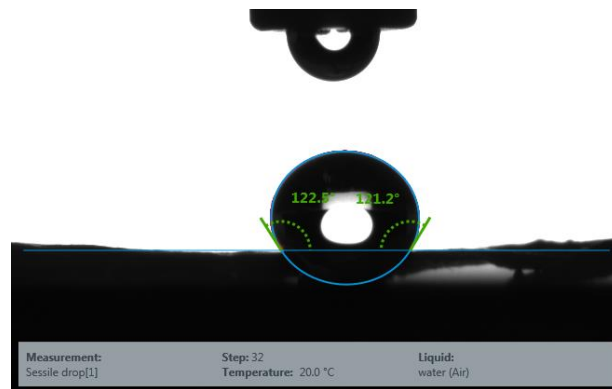 122.5° 121.2°
Measurement: Step: 32 Liquid:
Sessile drop[1] Temperature: 20.0 °C water (Air)